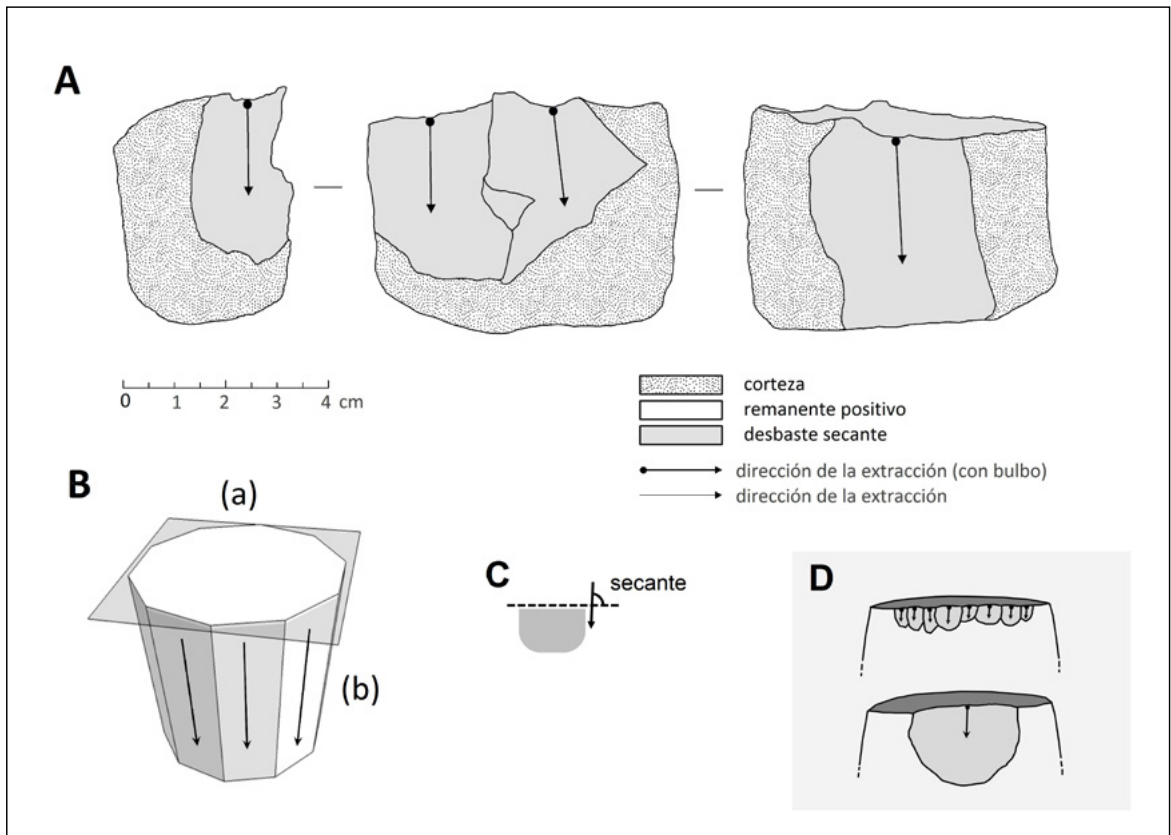 A
0 1 2 3 4 cm
corteza
remanente positivo
desbaste secante
dirección de la extracción (con bulbo)
dirección de la extracción
B
(a)
(b)
C
secante
D